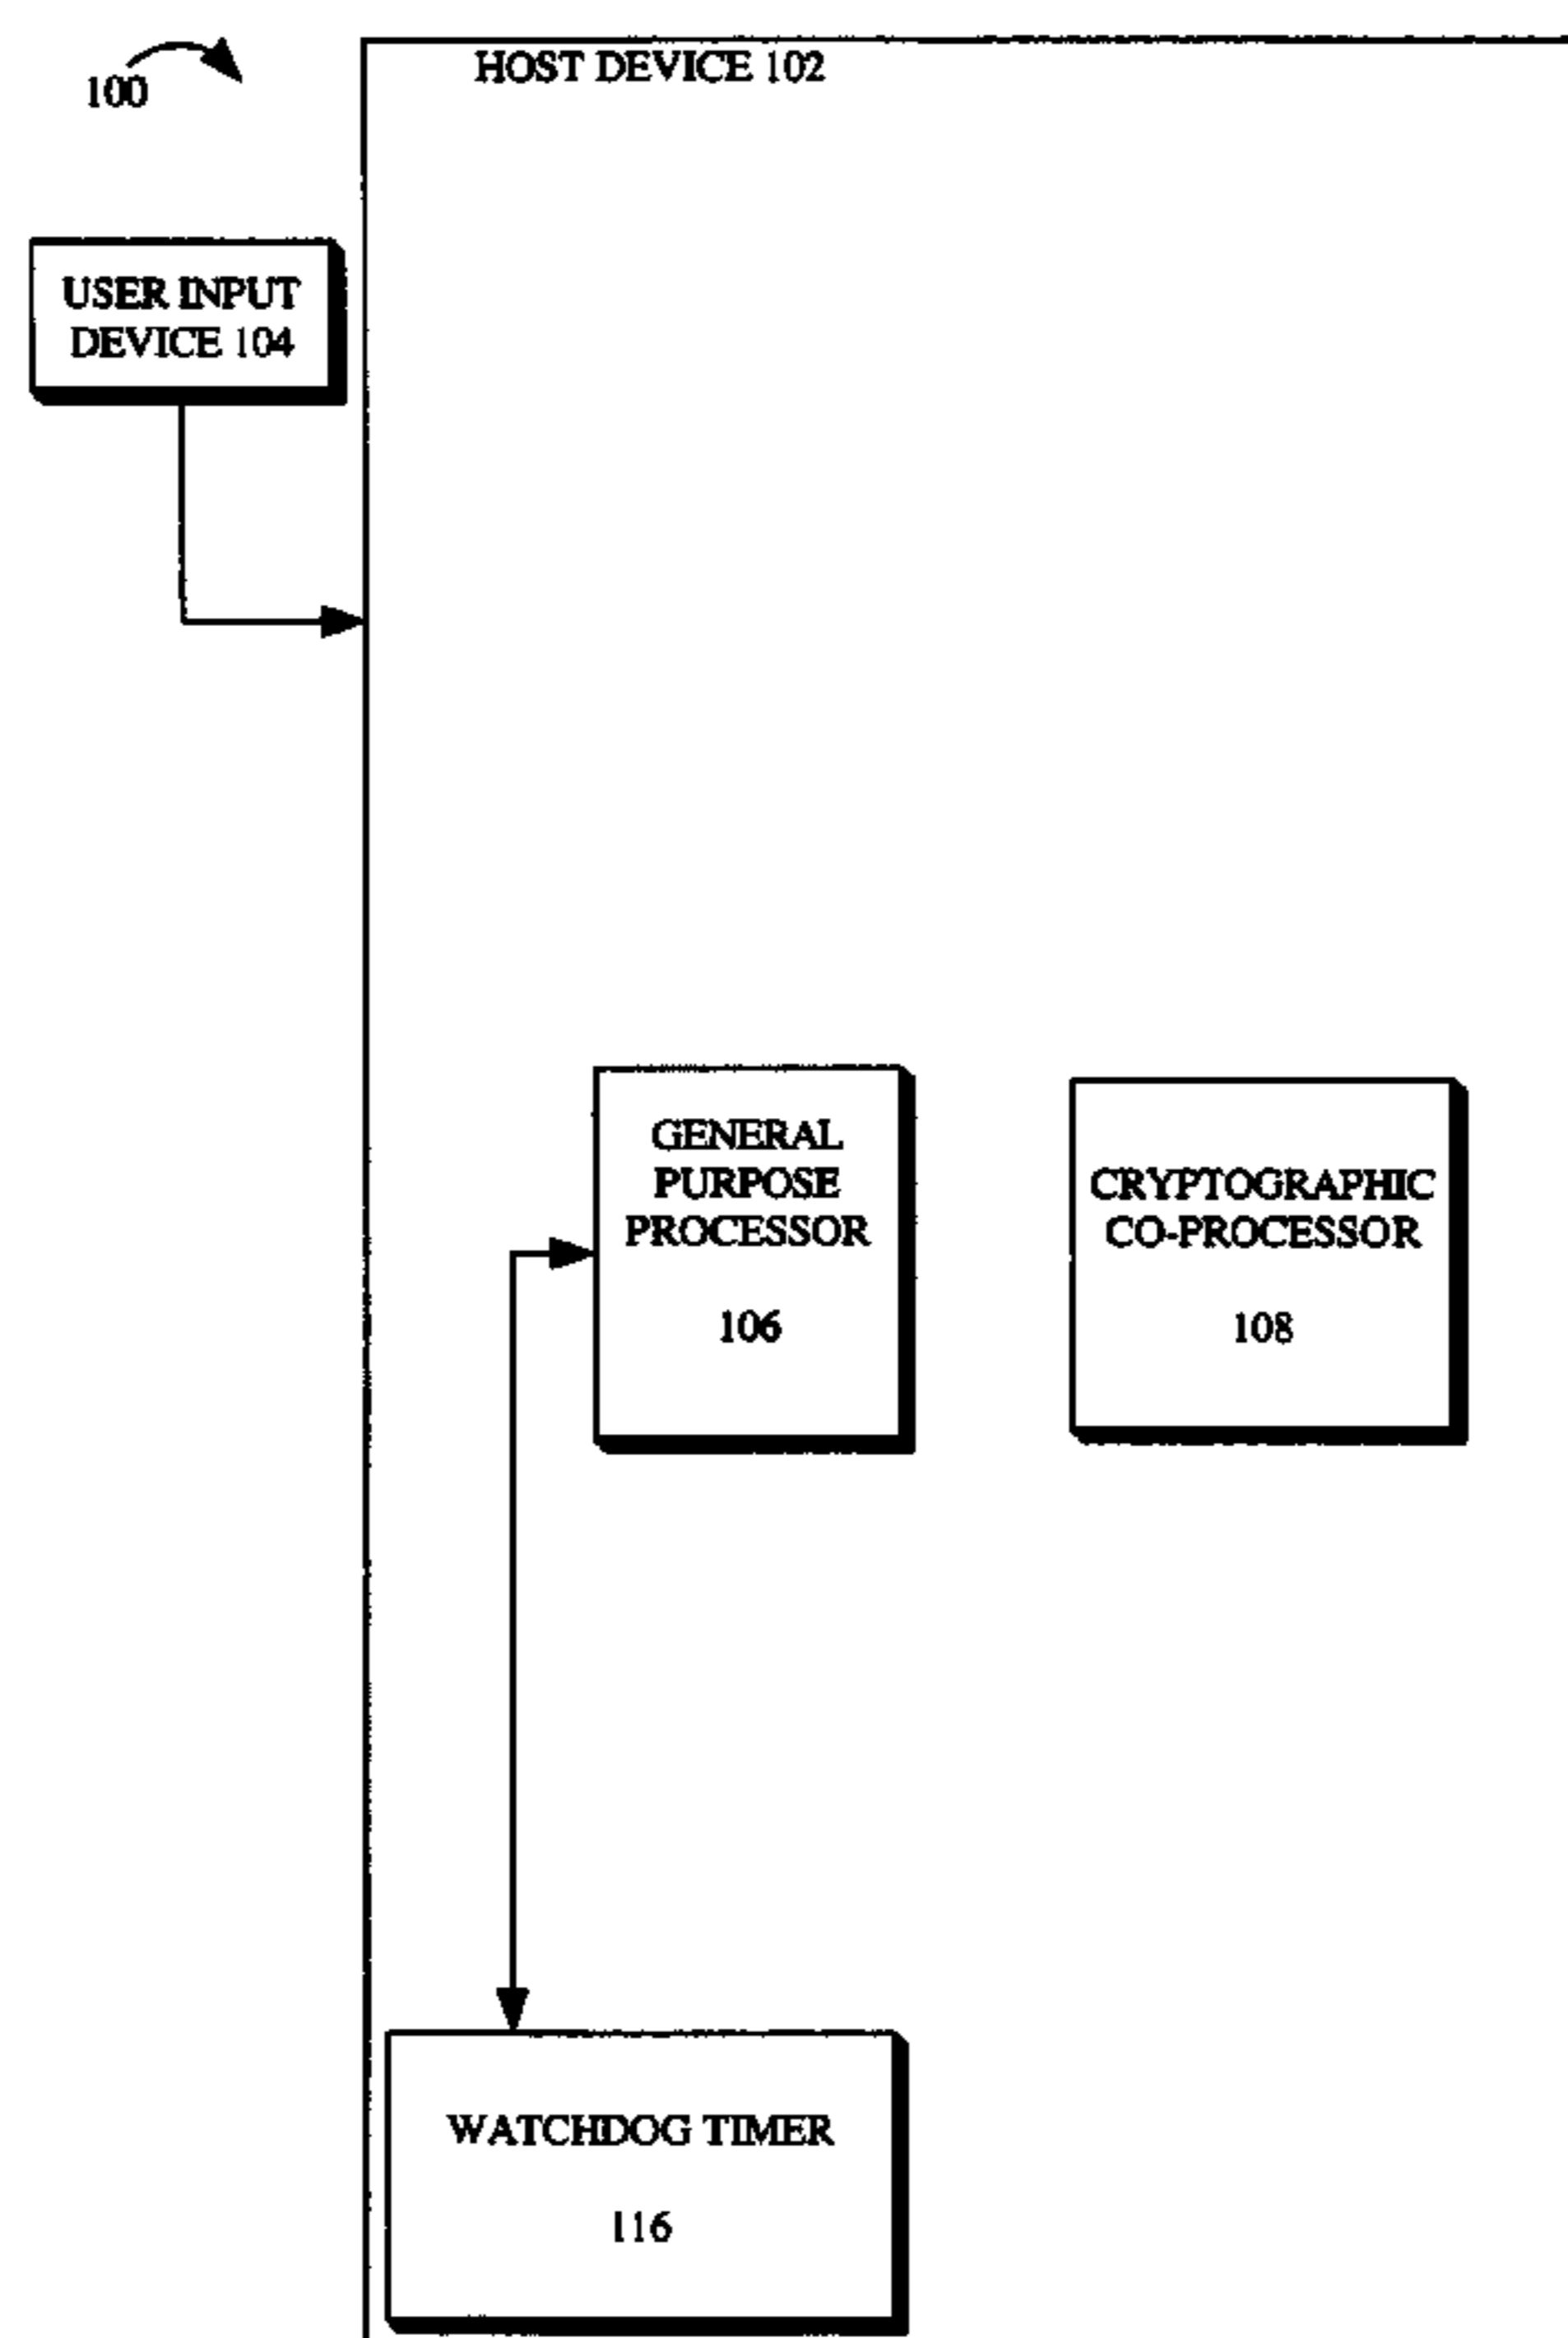 HOST DEVICE 102
100
USER INPUT
DEVICE 104
GENERAL
PURPOSE
PROCESSOR
106
CRYPTOGRAPHIC
CO-PROCESSOR
108
WATCHDOG TIMER
116